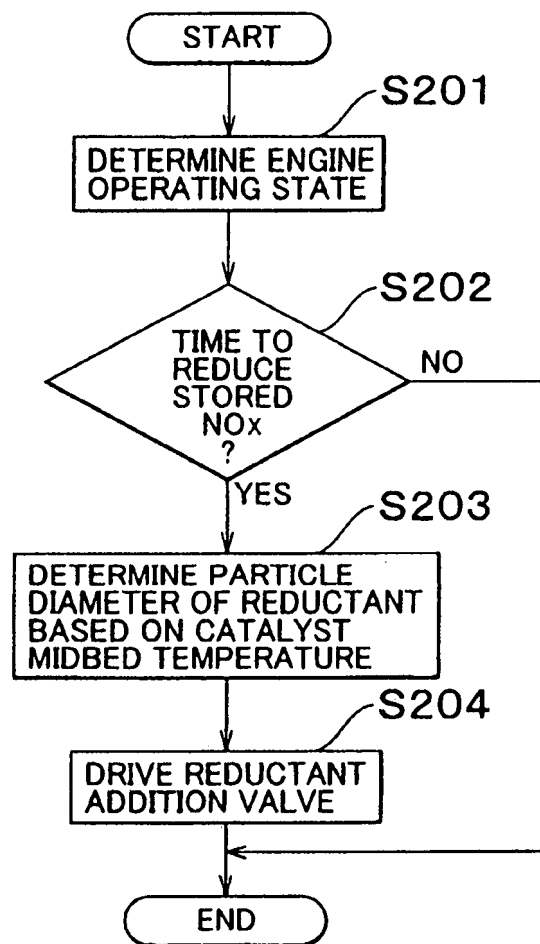 START
S201
DETERMINE ENGINE
OPERATING STATE
S202
TIME TO
REDUCE
STORED
NOx
?
NO
YES
S203
DETERMINE PARTICLE
DIAMETER OF REDUCTANT
BASED ON CATALYST
MIDBED TEMPERATURE
S204
DRIVE REDUCTANT
ADDITION VALVE
END